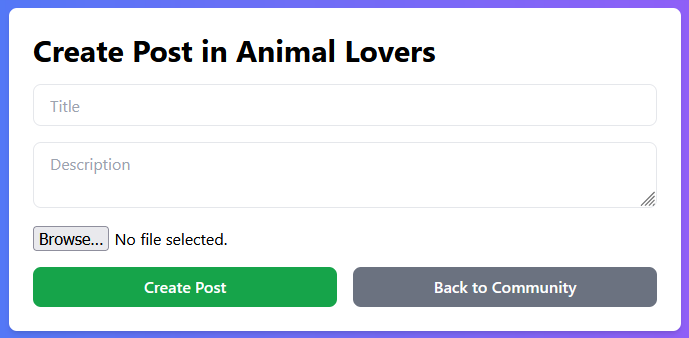 Create Post in Animal Lovers
Title
Description
Browse... No file selected.
Create Post Back to Community